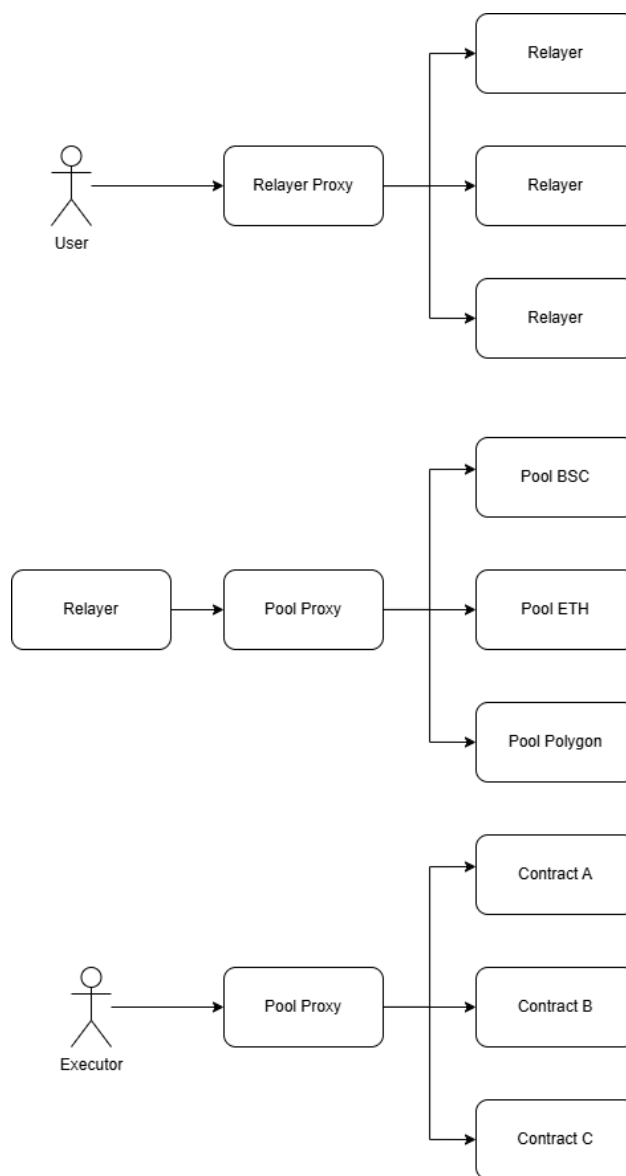 Relayer
User
Relayer Proxy
Relayer
Relayer
Pool BSC
Relayer
Pool Proxy
Pool ETH
Pool Polygon
Contract A
Executor
Pool Proxy
Contract B
Contract C